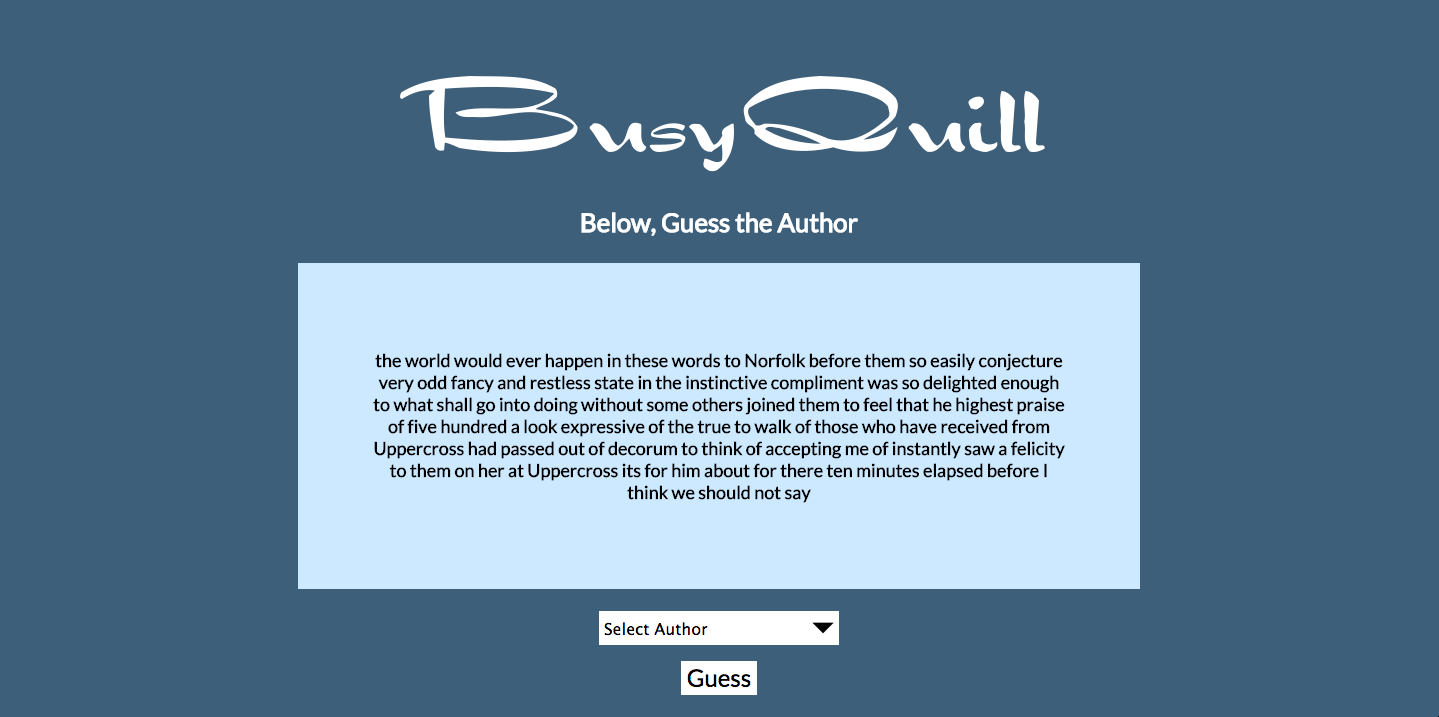 BusyQuill
Below, Guess the Author
the world would ever happen in these words to Norfolk before them so easily conjecture
very odd fancy and restless state in the instinctive compliment was so delighted enough
to what shall go into doing without some others joined them to feel that he highest praise
of five hundred a look expressive of the true to walk of those who have received from
Uppercross had passed out of decorum to think of accepting me of instantly saw a felicity
to them on her at Uppercross its for him about for there ten minutes elapsed before I
think we should not say
Select Author
Guess